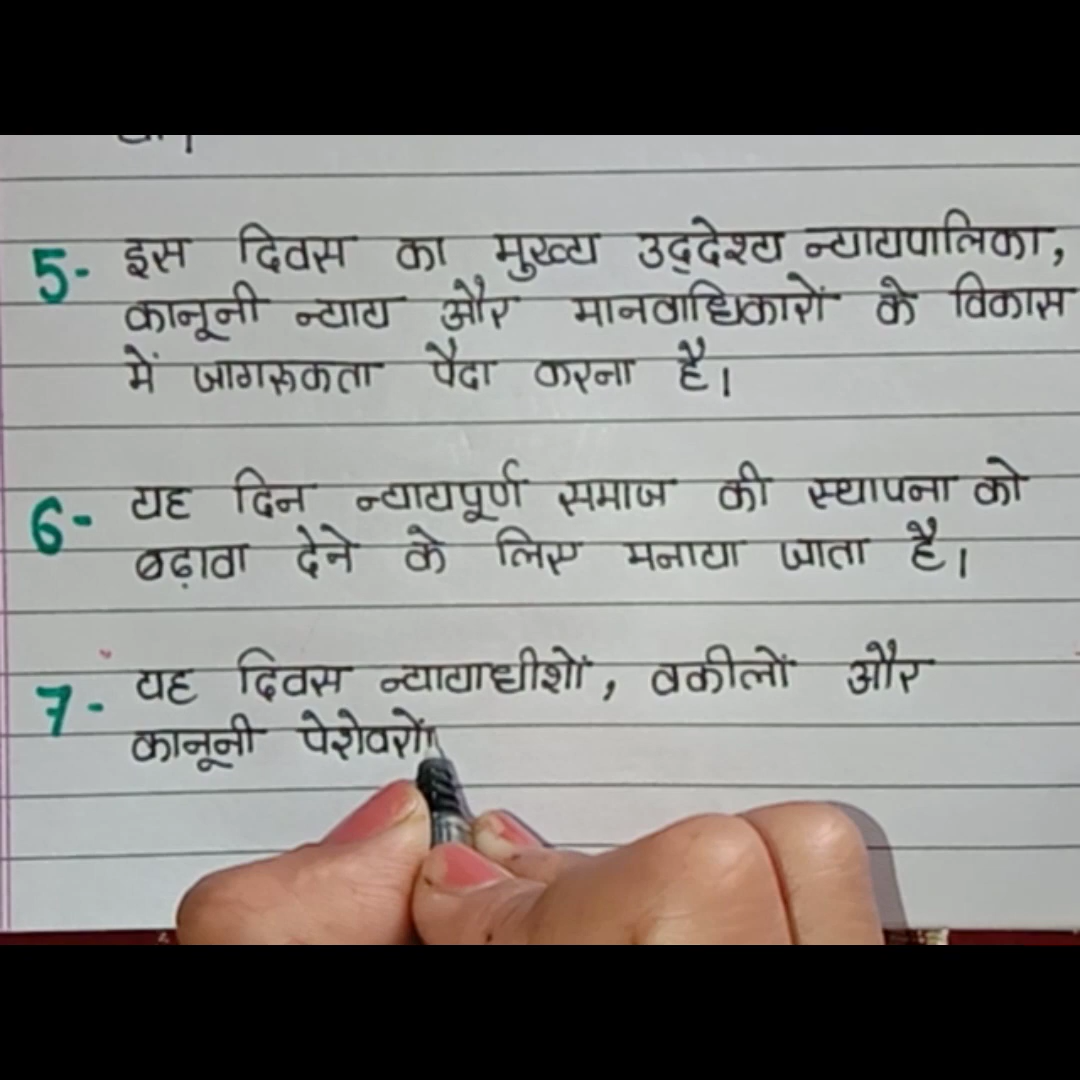 5- इस दिवस का मुख्य उद्देश्य न्यायपालिका,
कानूनी न्याय और मानवाधिकारों के विकास
में जागरूकता पैदा करना है।
6- यह दिन न्यायपूर्ण समाज की स्थापना को
बढ़ावा देने के लिए मनाया जाता है।
7- यह दिवस न्यायाधीशों, वकीलों और
कानूनी पेशेवरों